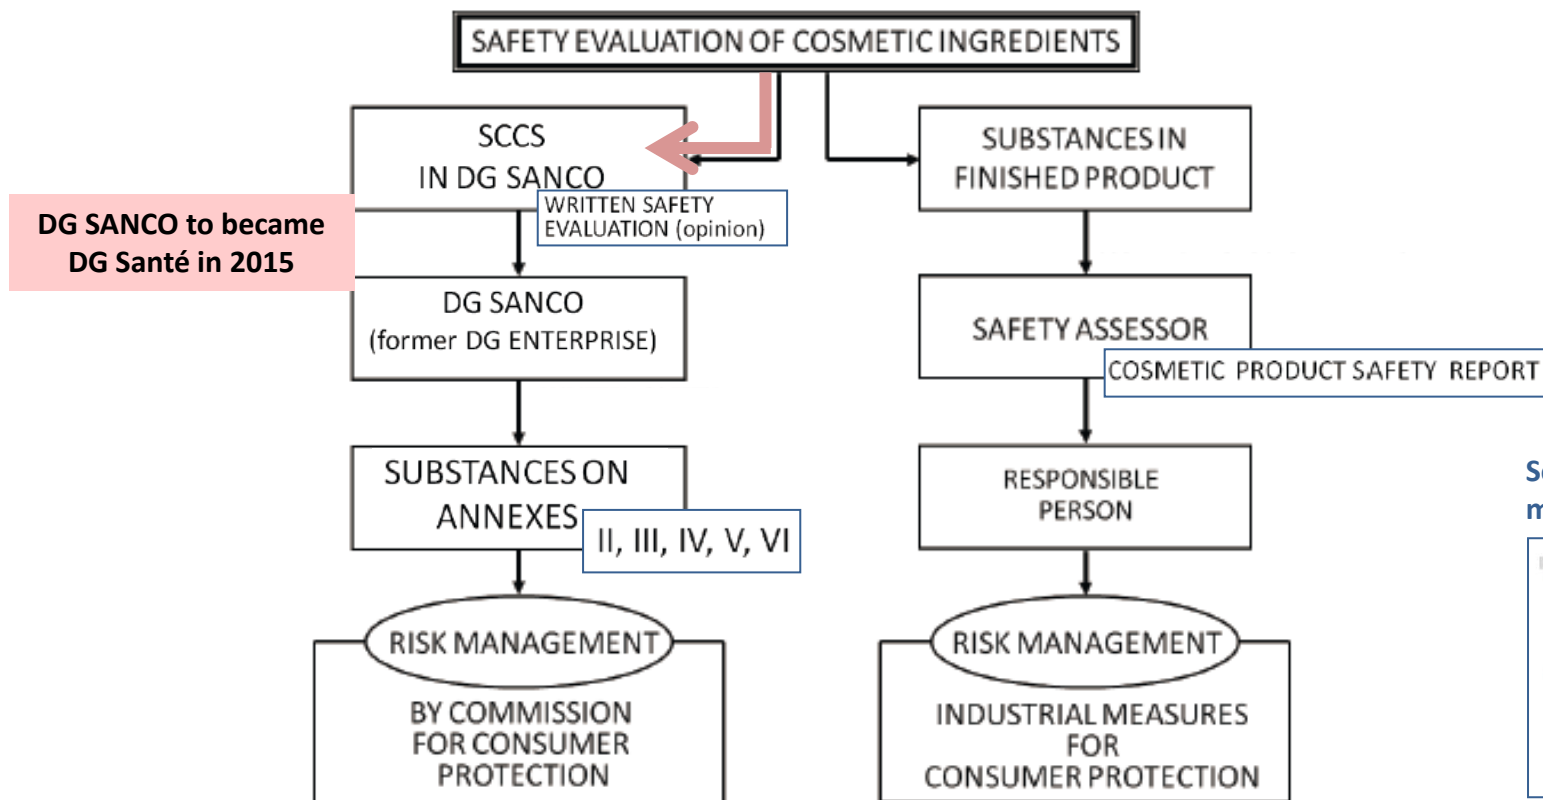 SAFETY EVALUATION OF COSMETIC INGREDIENTS
SCCS
IN DG SANCO
WRITTEN SAFETY
EVALUATION (opinion)
DG SANCO to became
DG Santé in 2015
DG SANCO
(former DG ENTERPRISE)
SUBSTANCES ON
ANNEXES
II, III, IV, V, VI
RISK MANAGEMENT
BY COMMISSION
FOR CONSUMER
PROTECTION
SUBSTANCES IN
FINISHED PRODUCT
SAFETY ASSESSOR
COSMETIC PRODUCT SAFETY REPORT
RESPONSIBLE
PERSON
RISK MANAGEMENT
INDUSTRIAL MEASURES
FOR
CONSUMER PROTECTION